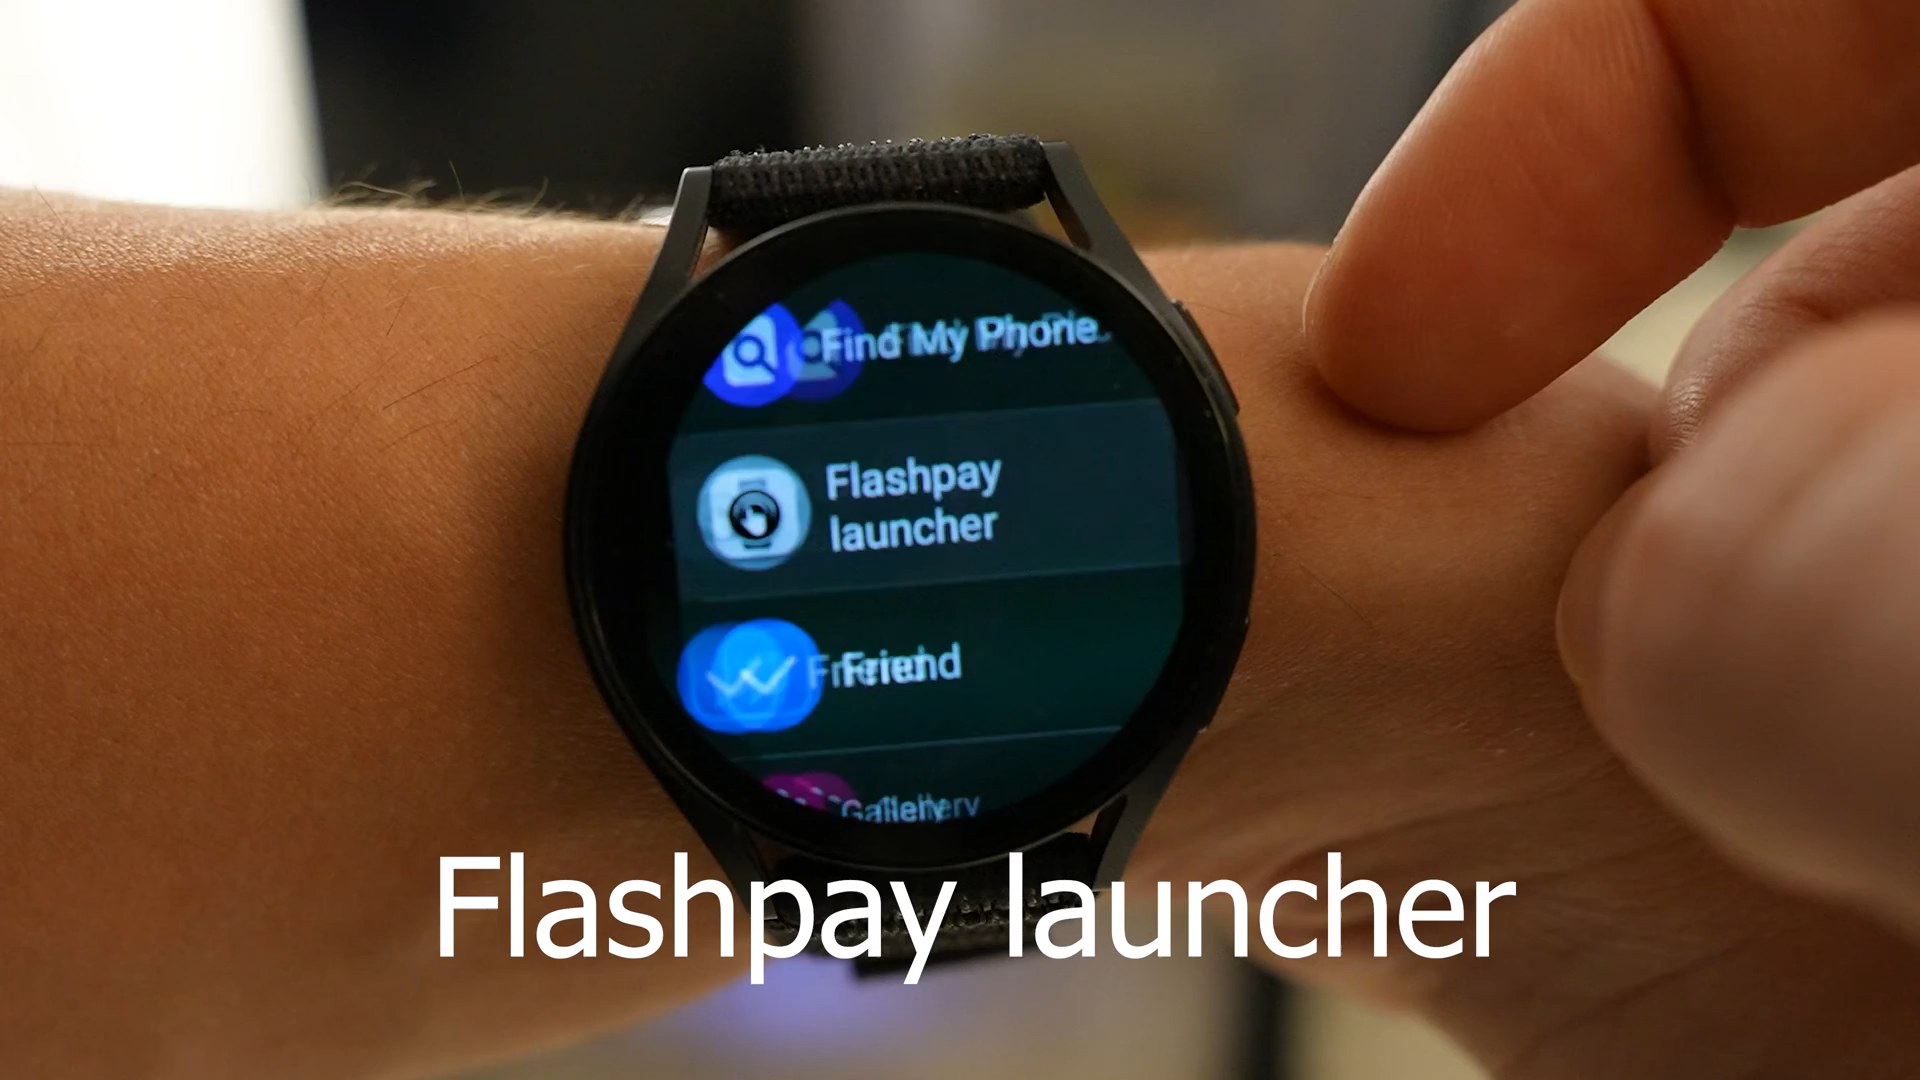 Find My Phone
Flashpay
launcher
Friend
Gallery
Flashpay launcher